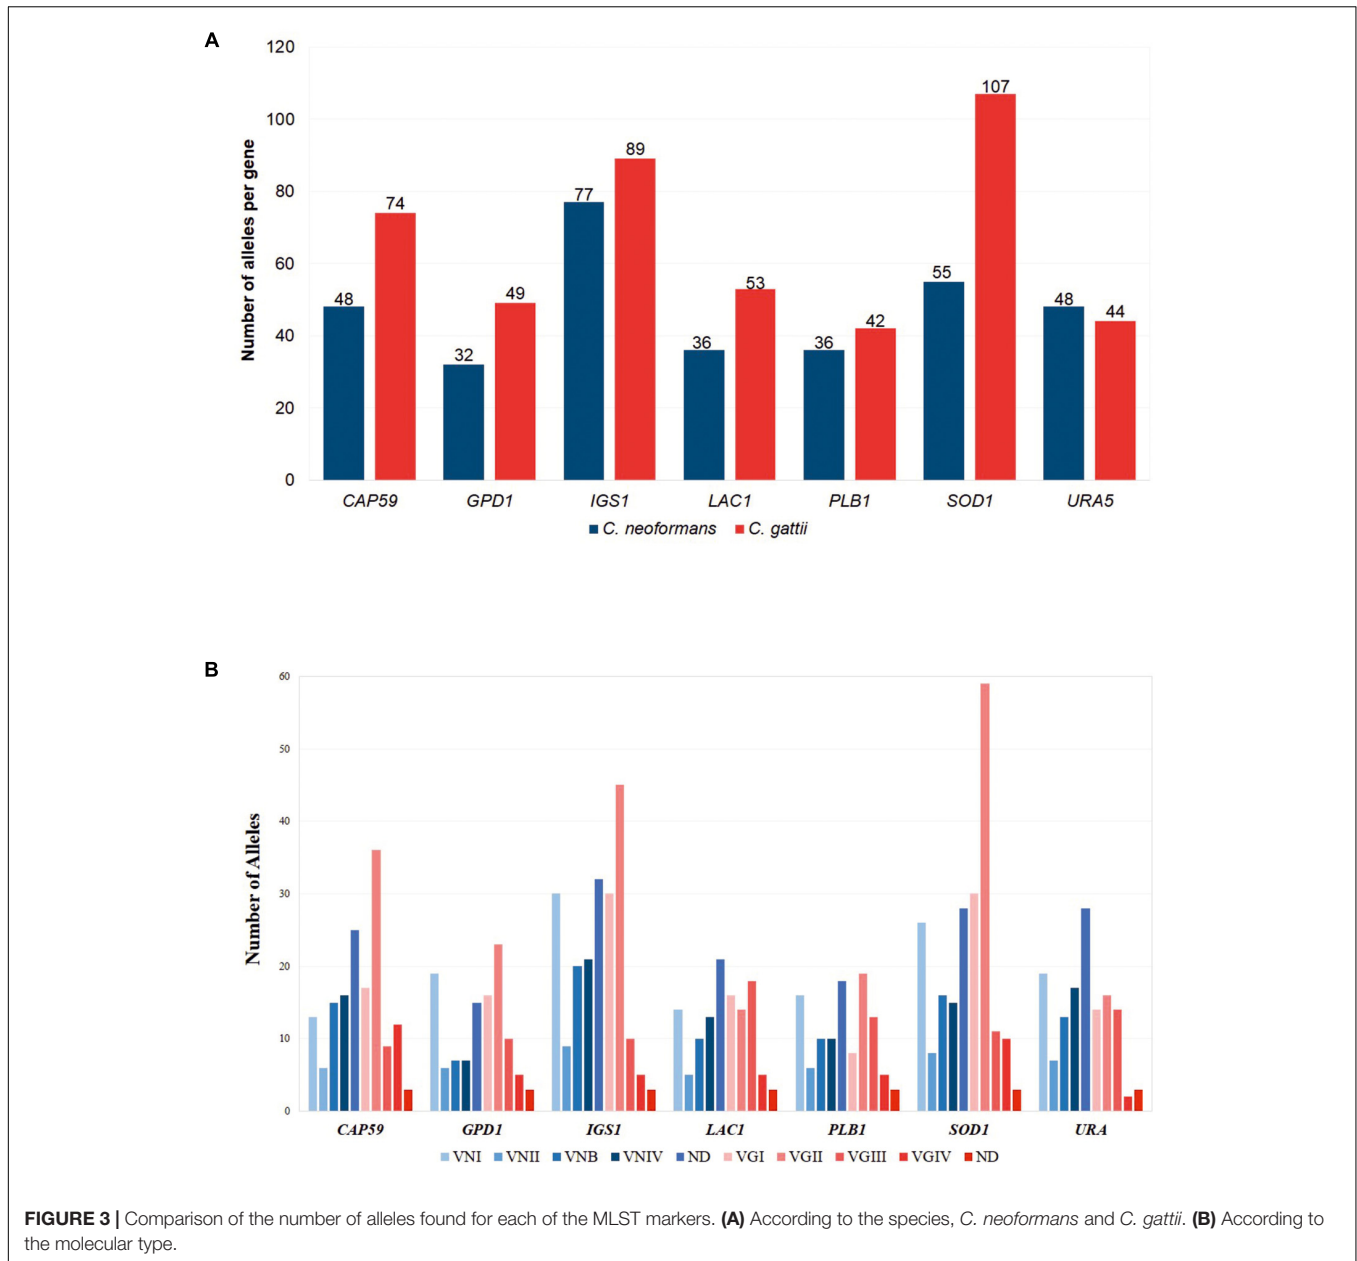 A
Number of alleles per gene
120
100
80
60
40
20
0
48
74
32
49
77
89
36
53
36
42
55
107
48
44
CAP59 GPD1 IGS1 LAC1 PLB1 SOD1 URA5
C. neoformans C. gattii
B
Number of Alleles
60
50
40
30
20
10
0
CAP59 GPD1 IGS1 LAC1 PLB1 SOD1 URA
VNI VNII VNB VNIV ND VGI VGII VGIII VGIV ND
FIGURE 3 | Comparison of the number of alleles found for each of the MLST markers. (A) According to the species, C. neoformans and C. gattii. (B) According to
the molecular type.